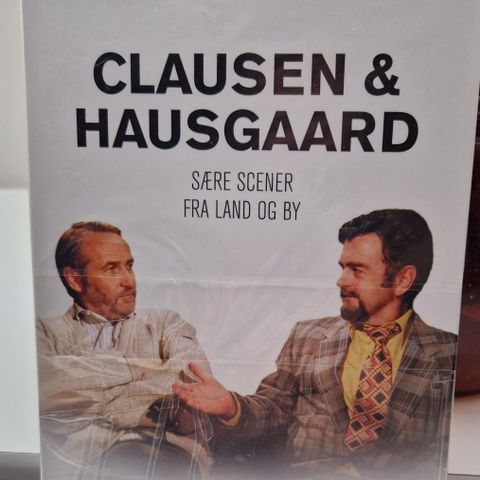 CLAUSEN &
HAUSGAARD
SÆRE SCENER
FRA LAND OG BY